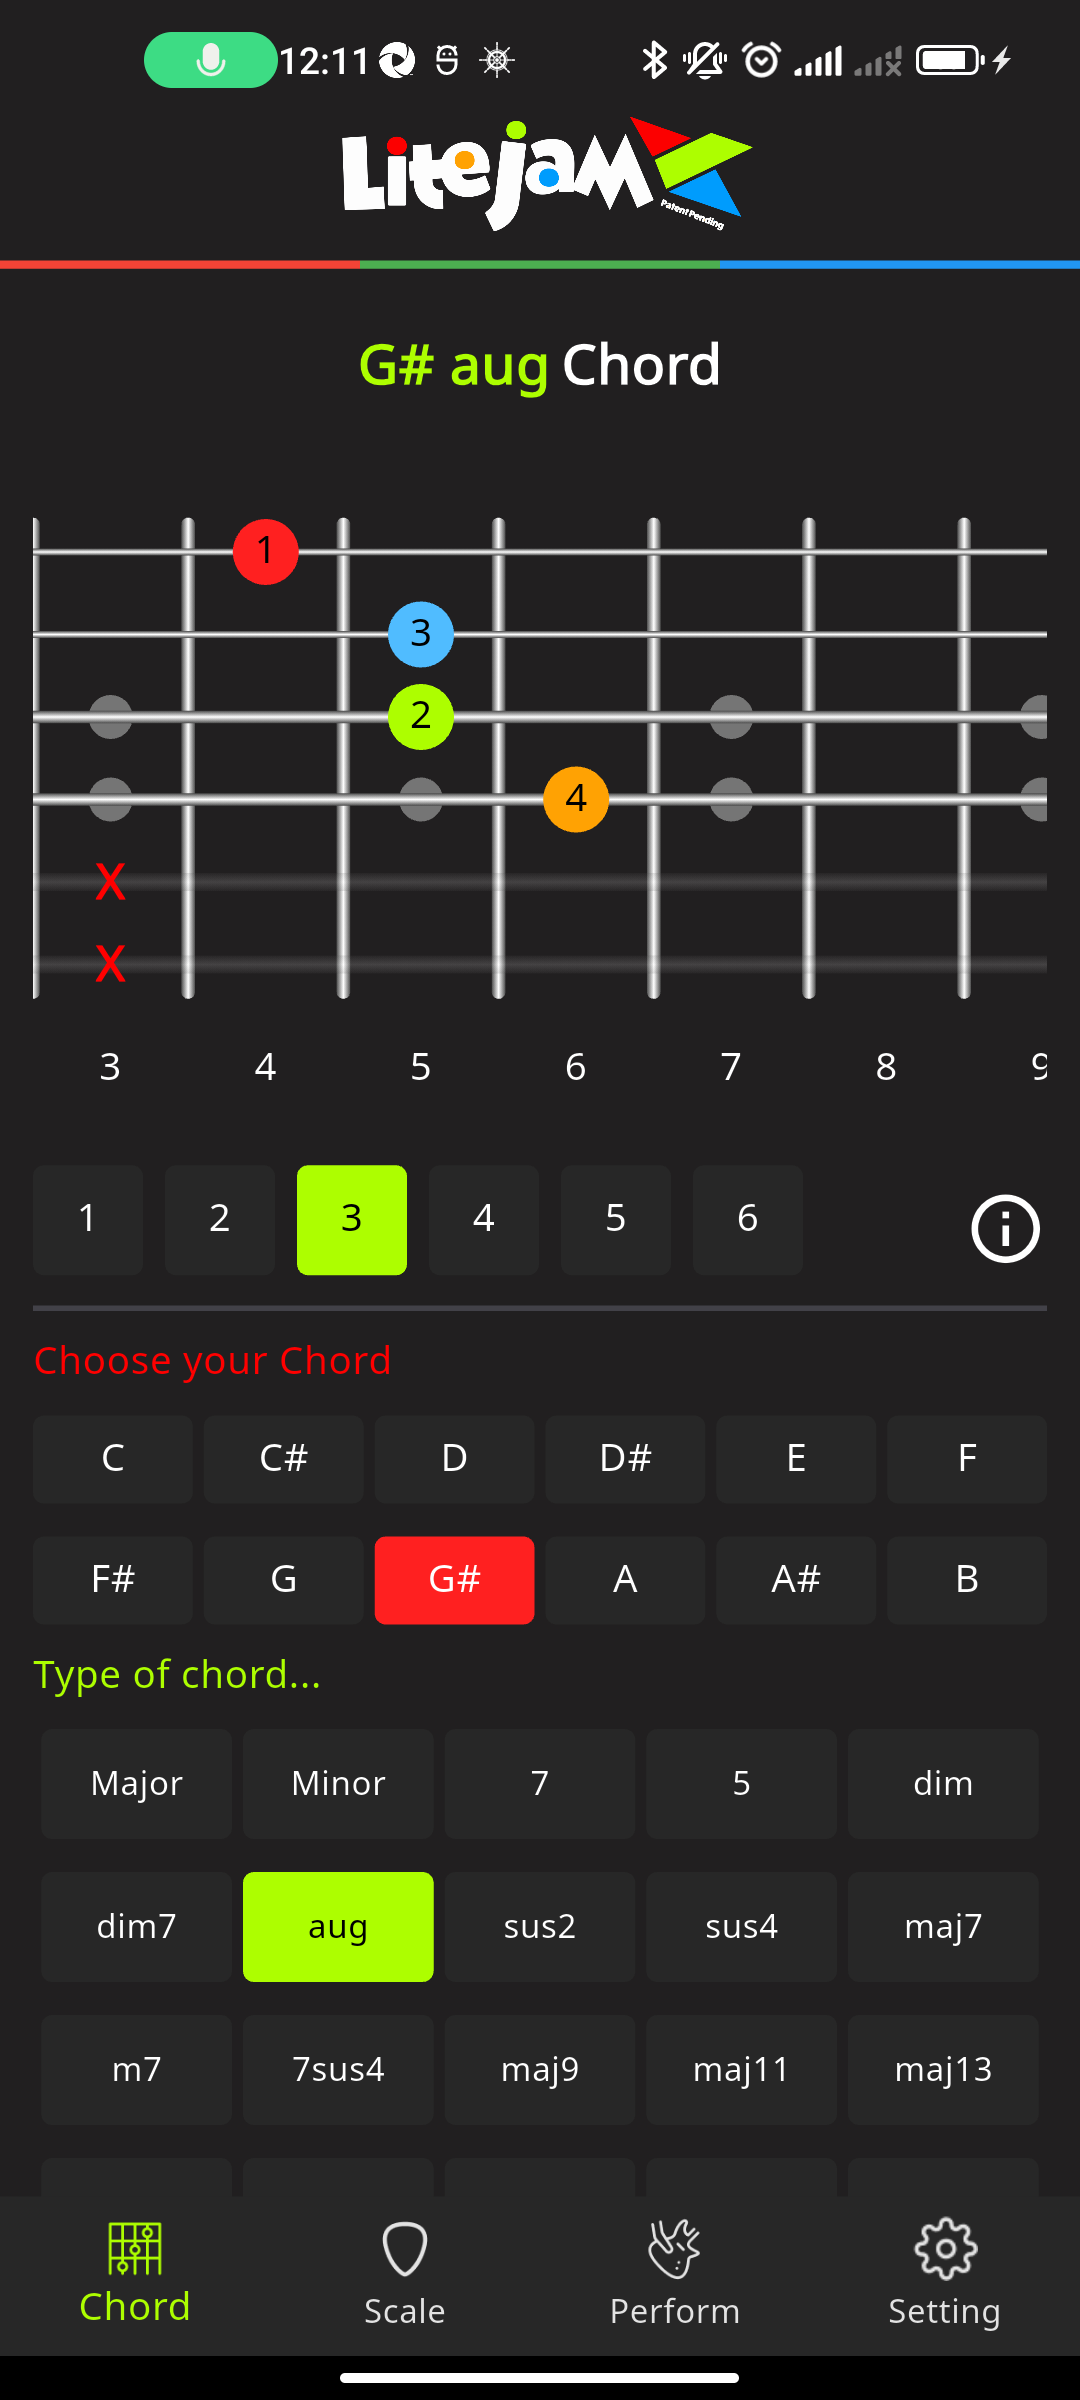 12:11
Litejam
Patent Pending
G# aug Chord
1
3
2
4
X
X
3 4 5 6 7 8 9
1 2 3 4 5 6
Choose your Chord
C C# D D# E F
F# G G# A A# B
Type of chord...
Major Minor 7 5 dim
dim7 aug sus2 sus4 maj7
m7 7sus4 maj9 maj11 maj13
Chord Scale Perform Setting